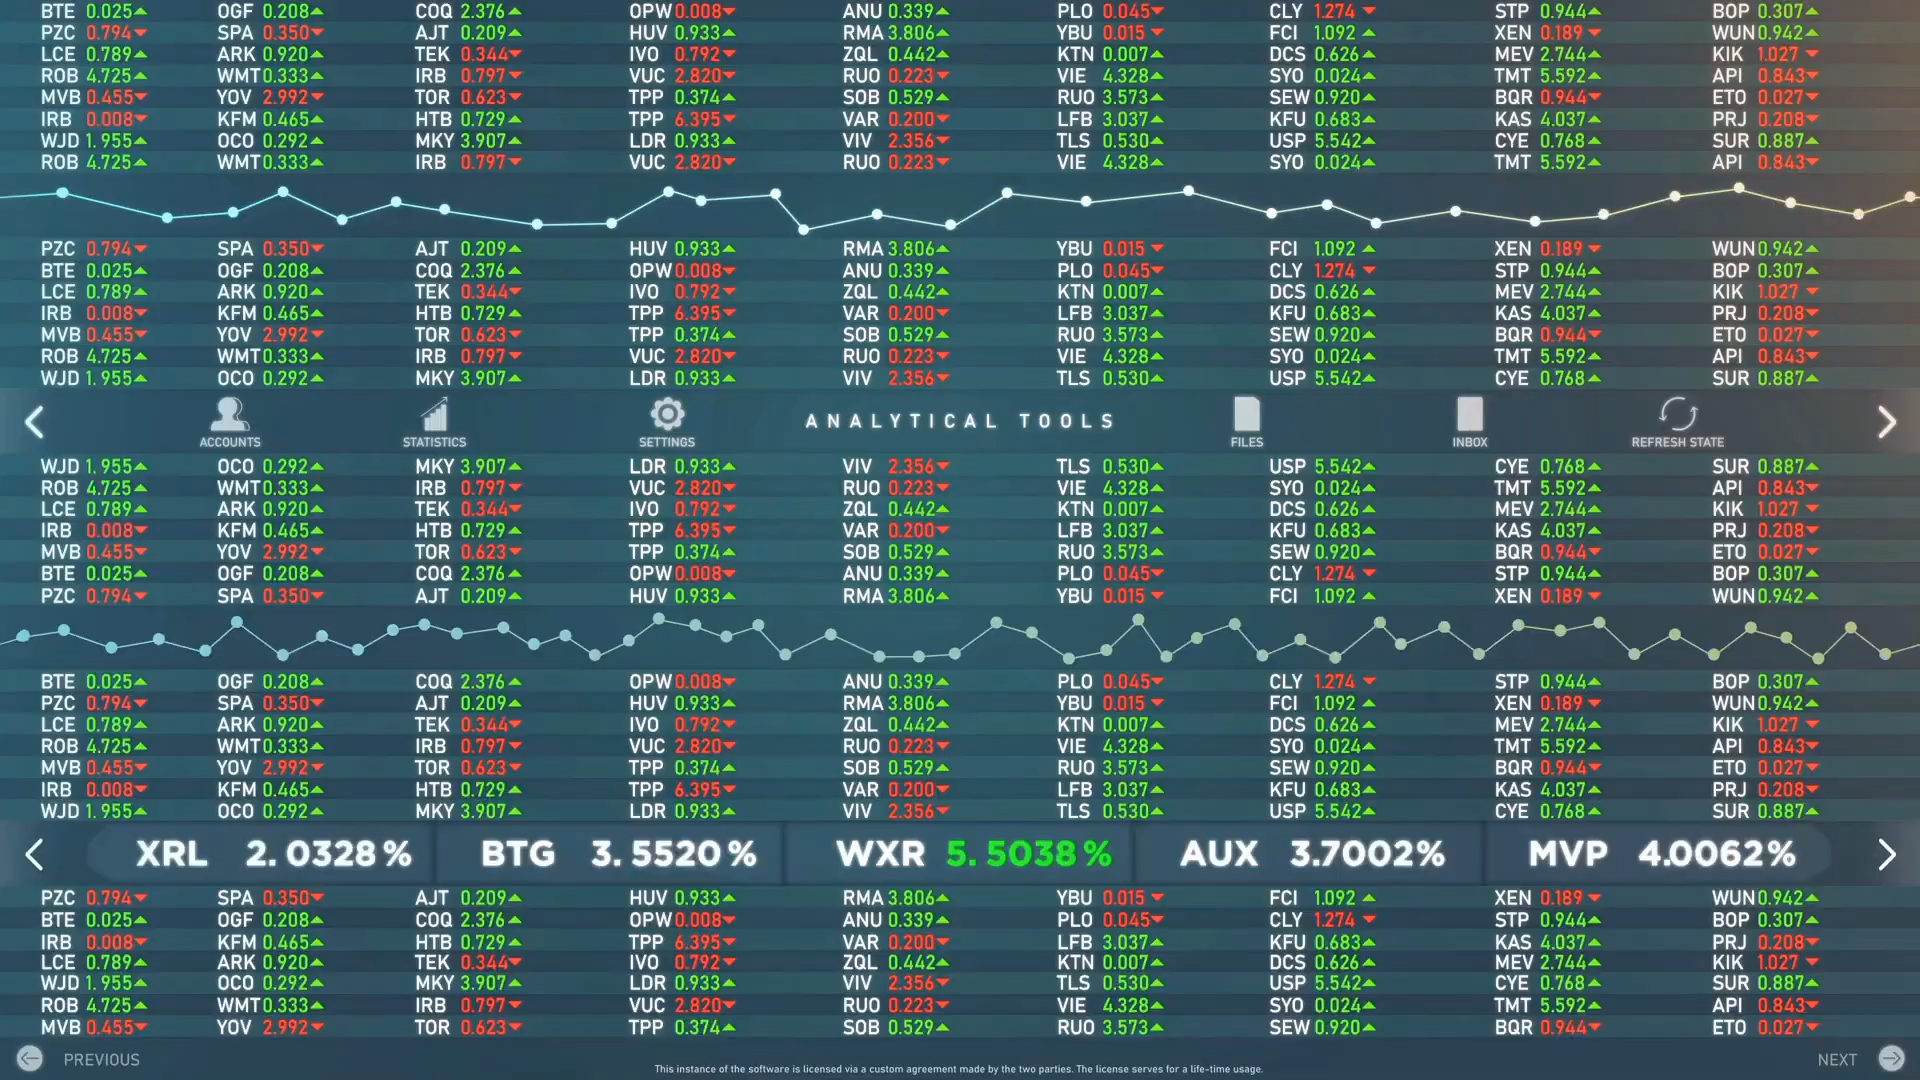 BTE 0.025 OGF 0.208 COQ 2.376 OPW 0.008 ANU 0.339 PLO 0.045 CLY 1.274 STP 0.944 BOP 0.307
PZC 0.794 SPA 0.350 AJT 0.209 HUV 0.933 RMA 3.806 YBU 0.015 FCI 1.092 XEN 0.189 WUN 0.942
LCE 0.789 ARK 0.920 TEK 0.344 IVO 0.792 ZQL 0.442 KTN 0.007 DCS 0.626 MEV 2.744 KIK 1.027
ROB 4.725 WMT 0.333 IRB 0.797 VUC 2.820 RUO 0.223 VIE 4.328 SYO 0.024 TMT 5.592 API 0.843
MVB 0.455 YOV 2.992 TOR 0.623 TPP 0.374 SOB 0.529 RUO 3.573 SEW 0.920 BQR 0.944 ETO 0.027
IRB 0.008 KFM 0.465 HTB 0.729 TPP 6.395 VAR 0.200 LFB 3.037 KFU 0.683 KAS 4.037 PRJ 0.208
WJD 1.955 OCO 0.292 MKY 3.907 LDR 0.933 VIV 2.356 TLS 0.530 USP 5.542 CYE 0.768 SUR 0.887
ROB 4.725 WMT 0.333 IRB 0.797 VUC 2.820 RUO 0.223 VIE 4.328 SYO 0.024 TMT 5.592 API 0.843
PZC 0.794 SPA 0.350 AJT 0.209 HUV 0.933 RMA 3.806 YBU 0.015 FCI 1.092 XEN 0.189 WUN 0.942
BTE 0.025 OGF 0.208 COQ 2.376 OPW 0.008 ANU 0.339 PLO 0.045 CLY 1.274 STP 0.944 BOP 0.307
LCE 0.789 ARK 0.920 TEK 0.344 IVO 0.792 ZQL 0.442 KTN 0.007 DCS 0.626 MEV 2.744 KIK 1.027
IRB 0.008 KFM 0.465 HTB 0.729 TPP 6.395 VAR 0.200 LFB 3.037 KFU 0.683 KAS 4.037 PRJ 0.208
MVB 0.455 YOV 2.992 TOR 0.623 TPP 0.374 SOB 0.529 RUO 3.573 SEW 0.920 BQR 0.944 ETO 0.027
ROB 4.725 WMT 0.333 IRB 0.797 VUC 2.820 RUO 0.223 VIE 4.328 SYO 0.024 TMT 5.592 API 0.843
WJD 1.955 OCO 0.292 MKY 3.907 LDR 0.933 VIV 2.356 TLS 0.530 USP 5.542 CYE 0.768 SUR 0.887
ACCOUNTS STATISTICS SETTINGS ANALYTICAL TOOLS FILES INBOX REFRESH STATE
WJD 1.955 OCO 0.292 MKY 3.907 LDR 0.933 VIV 2.356 TLS 0.530 USP 5.542 CYE 0.768 SUR 0.887
ROB 4.725 WMT 0.333 IRB 0.797 VUC 2.820 RUO 0.223 VIE 4.328 SYO 0.024 TMT 5.592 API 0.843
LCE 0.789 ARK 0.920 TEK 0.344 IVO 0.792 ZQL 0.442 KTN 0.007 DCS 0.626 MEV 2.744 KIK 1.027
IRB 0.008 KFM 0.465 HTB 0.729 TPP 6.395 VAR 0.200 LFB 3.037 KFU 0.683 KAS 4.037 PRJ 0.208
MVB 0.455 YOV 2.992 TOR 0.623 TPP 0.374 SOB 0.529 RUO 3.573 SEW 0.920 BQR 0.944 ETO 0.027
BTE 0.025 OGF 0.208 COQ 2.376 OPW 0.008 ANU 0.339 PLO 0.045 CLY 1.274 STP 0.944 BOP 0.307
PZC 0.794 SPA 0.350 AJT 0.209 HUV 0.933 RMA 3.806 YBU 0.015 FCI 1.092 XEN 0.189 WUN 0.942
BTE 0.025 OGF 0.208 COQ 2.376 OPW 0.008 ANU 0.339 PLO 0.045 CLY 1.274 STP 0.944 BOP 0.307
PZC 0.794 SPA 0.350 AJT 0.209 HUV 0.933 RMA 3.806 YBU 0.015 FCI 1.092 XEN 0.189 WUN 0.942
LCE 0.789 ARK 0.920 TEK 0.344 IVO 0.792 ZQL 0.442 KTN 0.007 DCS 0.626 MEV 2.744 KIK 1.027
ROB 4.725 WMT 0.333 IRB 0.797 VUC 2.820 RUO 0.223 VIE 4.328 SYO 0.024 TMT 5.592 API 0.843
MVB 0.455 YOV 2.992 TOR 0.623 TPP 0.374 SOB 0.529 RUO 3.573 SEW 0.920 BQR 0.944 ETO 0.027
IRB 0.008 KFM 0.465 HTB 0.729 TPP 6.395 VAR 0.200 LFB 3.037 KFU 0.683 KAS 4.037 PRJ 0.208
WJD 1.955 OCO 0.292 MKY 3.907 LDR 0.933 VIV 2.356 TLS 0.530 USP 5.542 CYE 0.768 SUR 0.887
XRL 2.0328% BTG 3.5520% WXR 5.5038% AUX 3.7002% MVP 4.0062%
PZC 0.794 SPA 0.350 AJT 0.209 HUV 0.933 RMA 3.806 YBU 0.015 FCI 1.092 XEN 0.189 WUN 0.942
BTE 0.025 OGF 0.208 COQ 2.376 OPW 0.008 ANU 0.339 PLO 0.045 CLY 1.274 STP 0.944 BOP 0.307
IRB 0.008 KFM 0.465 HTB 0.729 TPP 6.395 VAR 0.200 LFB 3.037 KFU 0.683 KAS 4.037 PRJ 0.208
LCE 0.789 ARK 0.920 TEK 0.344 IVO 0.792 ZQL 0.442 KTN 0.007 DCS 0.626 MEV 2.744 KIK 1.027
WJD 1.955 OCO 0.292 MKY 3.907 LDR 0.933 VIV 2.356 TLS 0.530 USP 5.542 CYE 0.768 SUR 0.887
ROB 4.725 WMT 0.333 IRB 0.797 VUC 2.820 RUO 0.223 VIE 4.328 SYO 0.024 TMT 5.592 API 0.843
MVB 0.455 YOV 2.992 TOR 0.623 TPP 0.374 SOB 0.529 RUO 3.573 SEW 0.920 BQR 0.944 ETO 0.027
PREVIOUS NEXT
This instance of the software is licensed via a custom agreement made by the two parties. The license serves for a life-time usage.